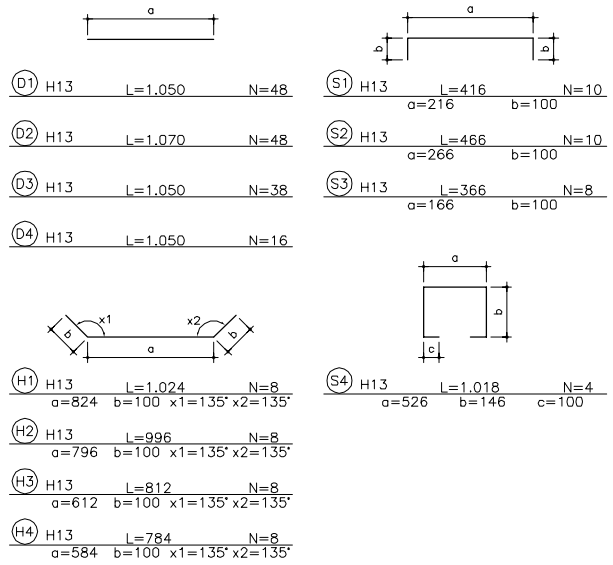 a
D1 H13 L=1.050 N=48
D2 H13 L=1.070 N=48
D3 H13 L=1.050 N=38
D4 H13 L=1.050 N=16
x1 x2
b b
a
H1 H13 L=1.024 N=8
a=824 b=100 x1=135° x2=135°
H2 H13 L=996 N=8
a=796 b=100 x1=135° x2=135°
H3 H13 L=812 N=8
a=612 b=100 x1=135° x2=135°
H4 H13 L=784 N=8
a=584 b=100 x1=135° x2=135°
a
b b
S1 H13 L=416 N=10
a=216 b=100
S2 H13 L=466 N=10
a=266 b=100
S3 H13 L=366 N=8
a=166 b=100
a
b
c
S4 H13 L=1.018 N=4
a=526 b=146 c=100